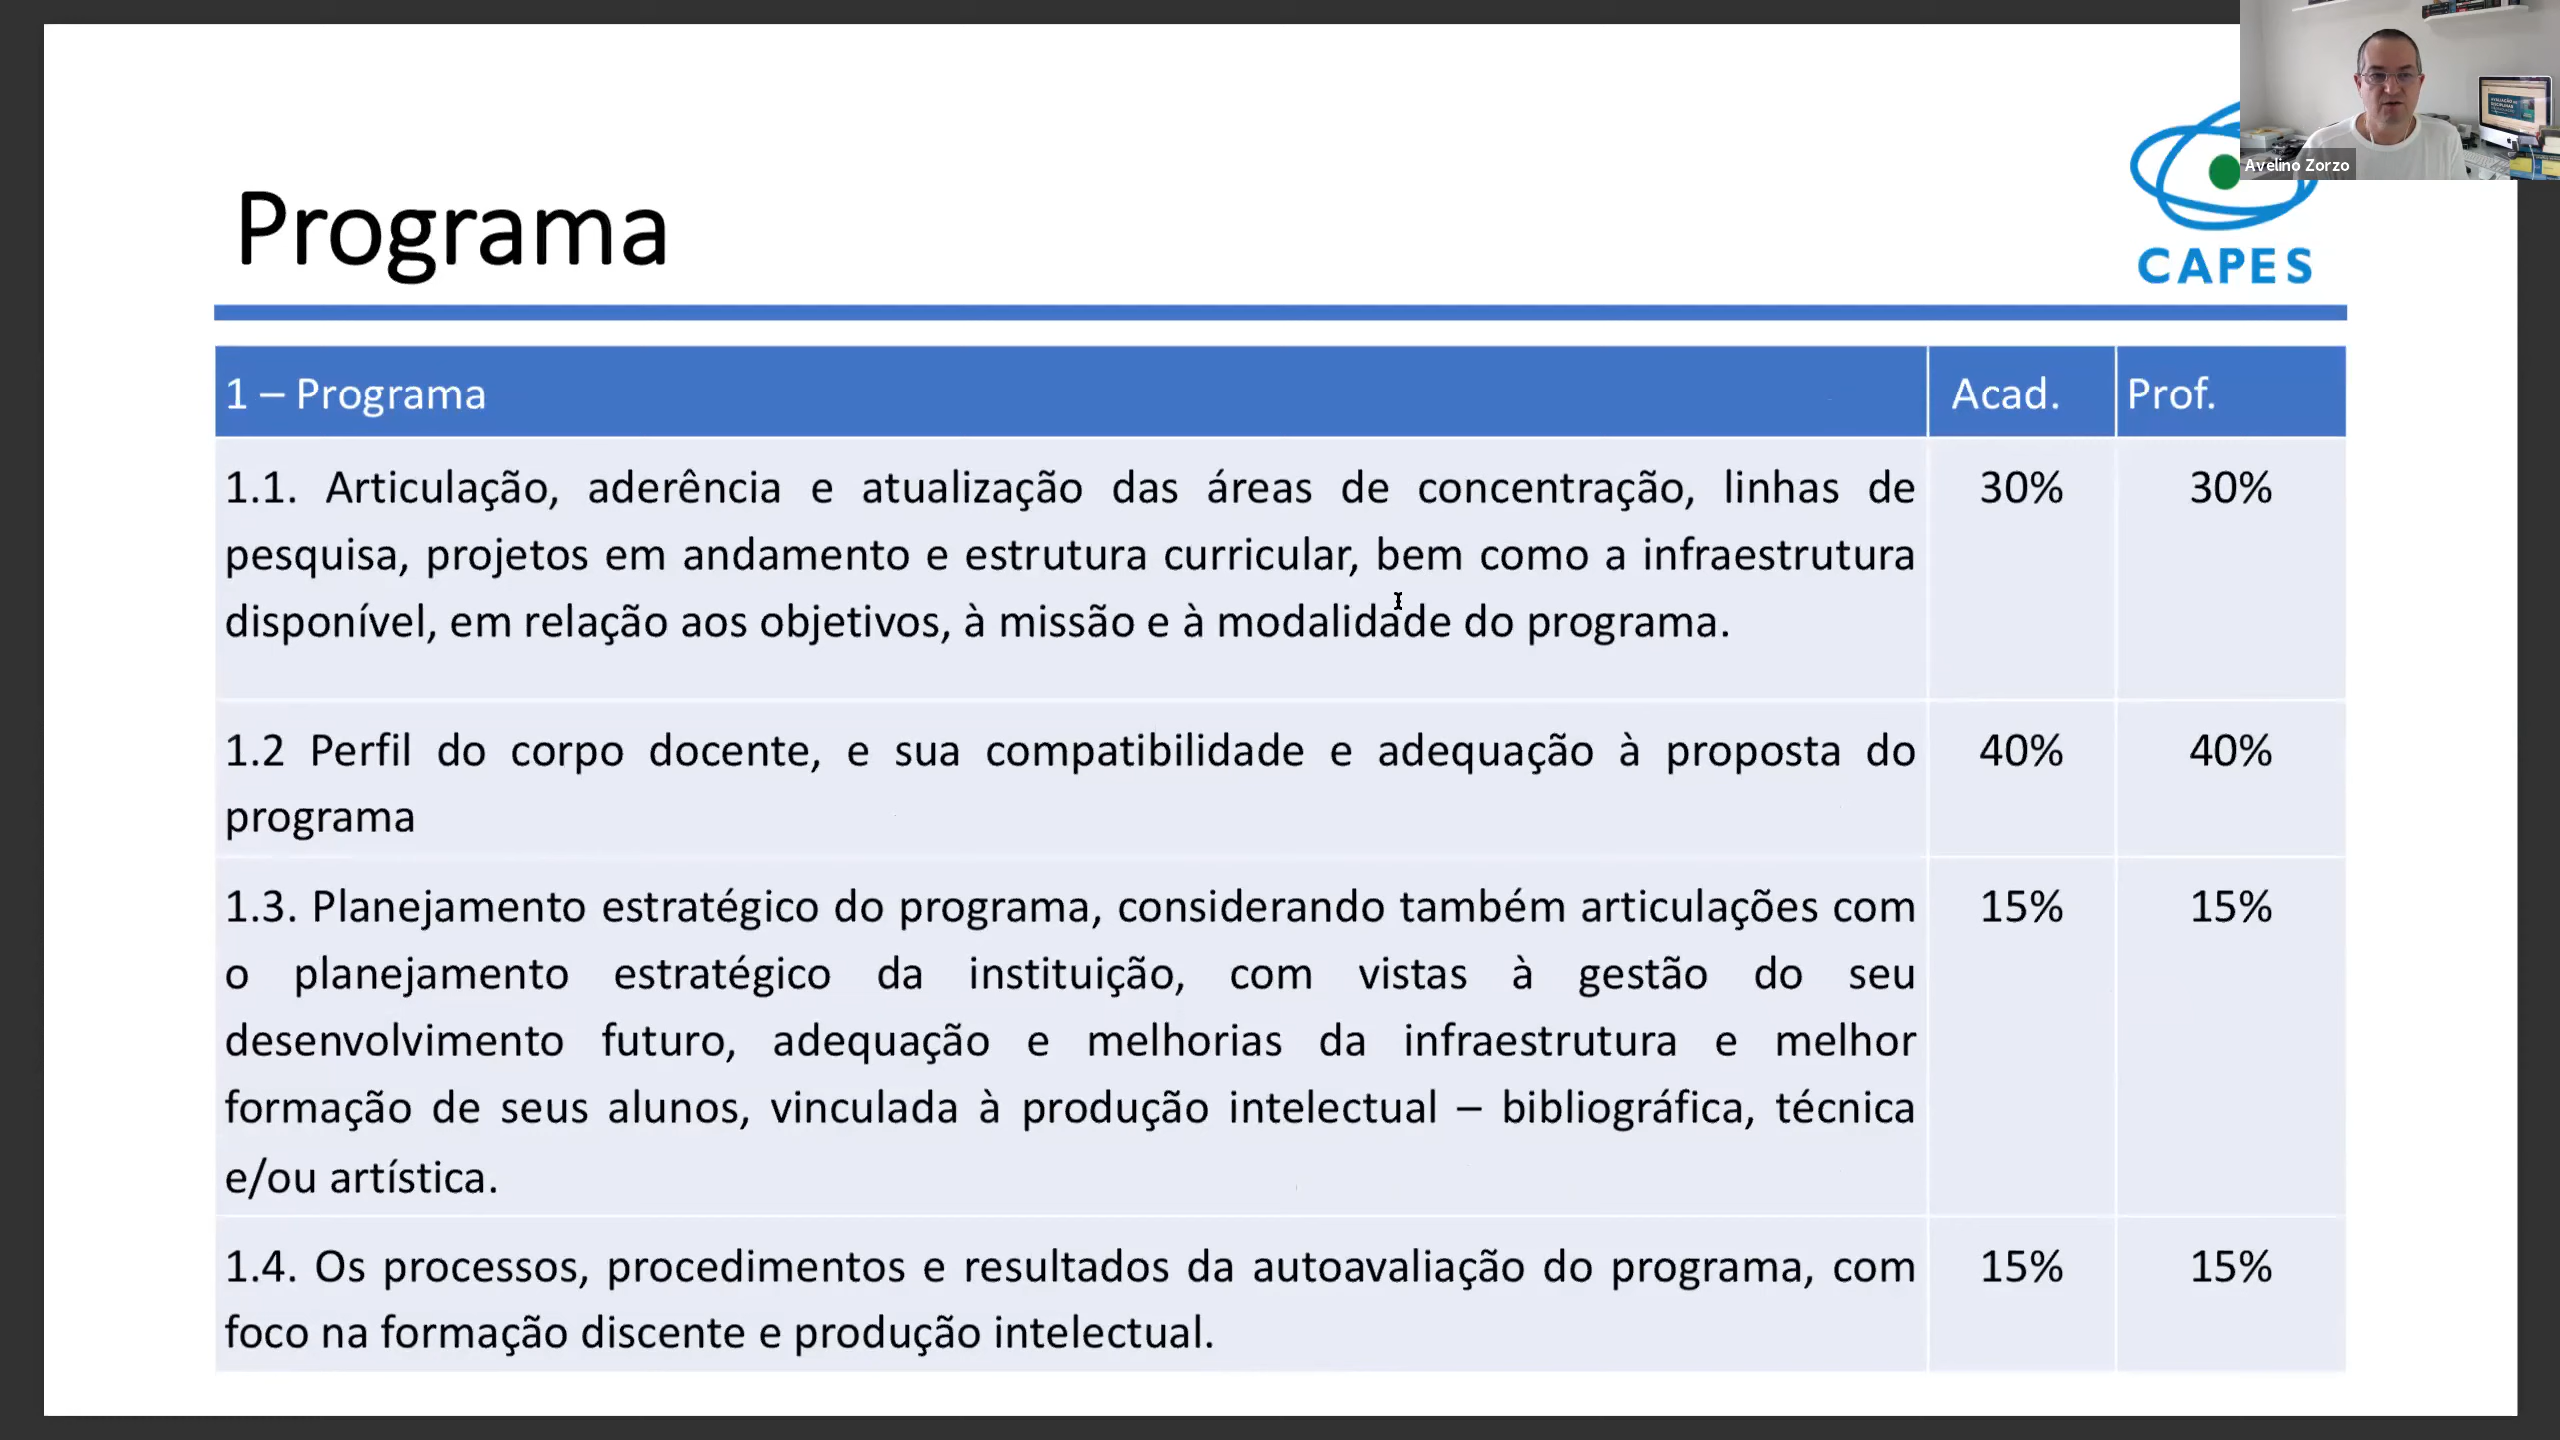 Avelino Zorzo
CAPES
Programa
1 – Programa Acad. Prof.
1.1. Articulação, aderência e atualização das áreas de concentração, linhas de 30% 30%
pesquisa, projetos em andamento e estrutura curricular, bem como a infraestrutura
disponível, em relação aos objetivos, à missão e à modalidade do programa.
1.2 Perfil do corpo docente, e sua compatibilidade e adequação à proposta do 40% 40%
programa
1.3. Planejamento estratégico do programa, considerando também articulações com 15% 15%
o planejamento estratégico da instituição, com vistas à gestão do seu
desenvolvimento futuro, adequação e melhorias da infraestrutura e melhor
formação de seus alunos, vinculada à produção intelectual – bibliográfica, técnica
e/ou artística.
1.4. Os processos, procedimentos e resultados da autoavaliação do programa, com 15% 15%
foco na formação discente e produção intelectual.